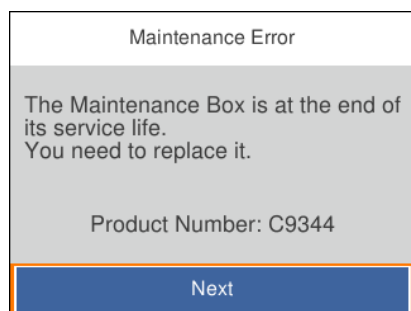 Maintenance Error
The Maintenance Box is at the end of
its service life.
You need to replace it.
Product Number: C9344
Next